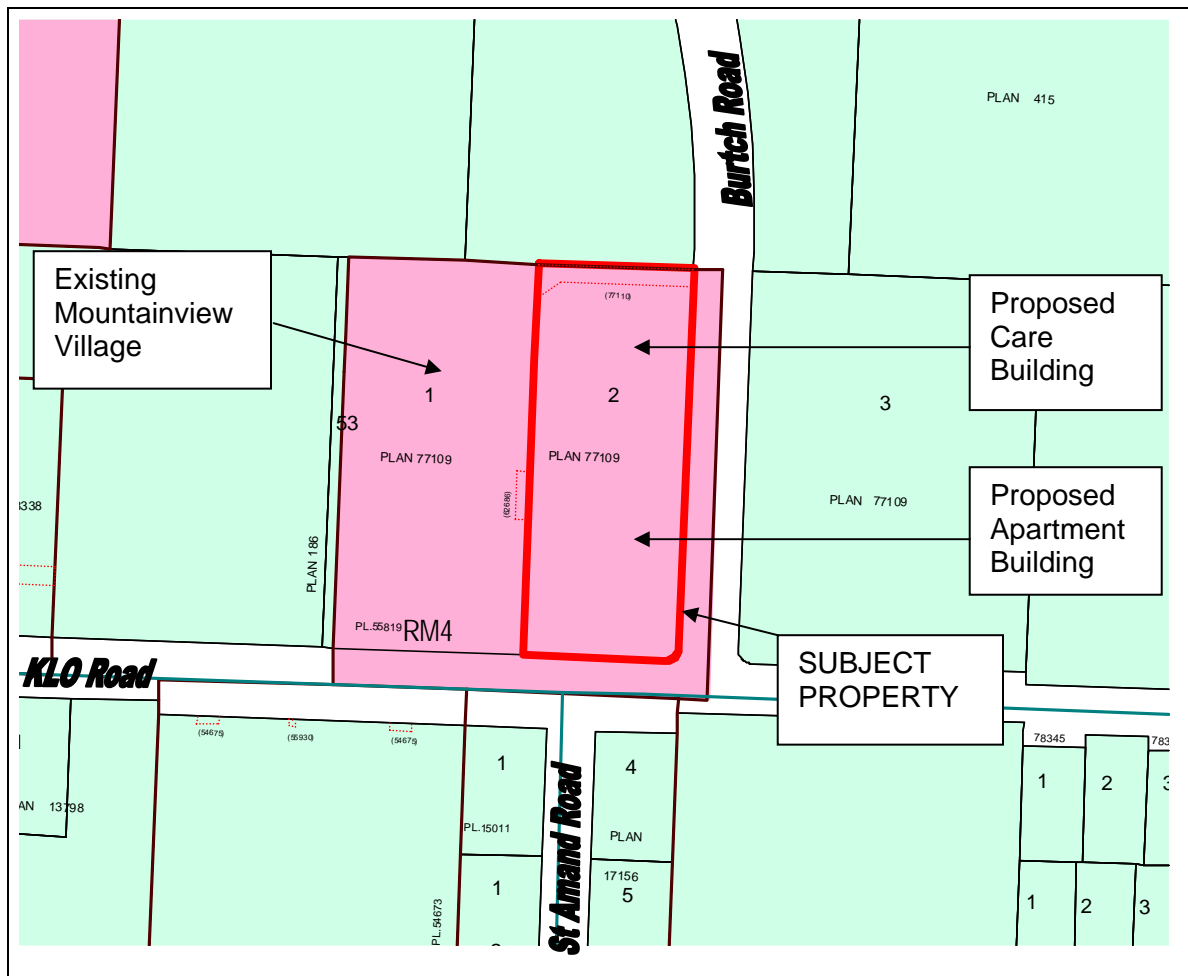 PLAN 415
Burtch Road
Existing
Mountainview
Village
Proposed
Care
Building
(77110)
1
2
3
53
PLAN 77109
PLAN 77109
PLAN 77109
(62686)
Proposed
Apartment
Building
PLAN 186
PL.55819
RM4
SUBJECT
PROPERTY
KLO Road
(54675)
(55930)
(54675)
78345
1
4
1
2
PL.15011
PLAN
13798
17156
1
5
1
2
3
PL.54673
St Amand Road